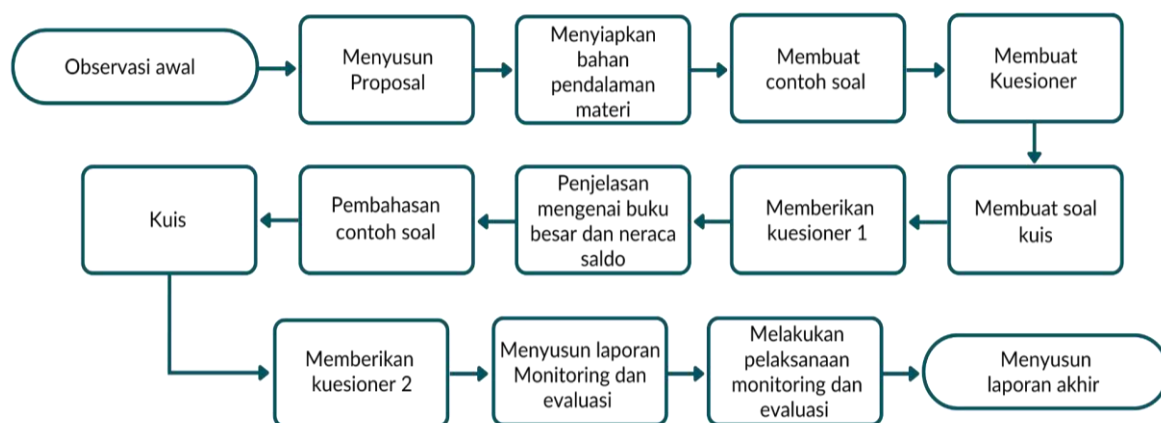 Observasi awal
Menyusun
Proposal
Menyiapkan
bahan
pendalaman
materi
Membuat
contoh soal
Membuat
Kuesioner
Membuat soal
kuis
Memberikan
kuesioner 1
Penjelasan
mengenai buku
besar dan neraca
saldo
Pembahasan
contoh soal
Kuis
Memberikan
kuesioner 2
Menyusun laporan
Monitoring dan
evaluasi
Melakukan
pelaksanaan
monitoring dan
evaluasi
Menyusun
laporan akhir